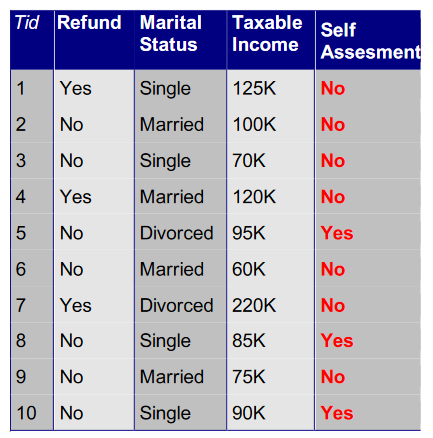 Tid Refund Marital Status Taxable Income Self Assesment
1 Yes Single 125K No
2 No Married 100K No
3 No Single 70K No
4 Yes Married 120K No
5 No Divorced 95K Yes
6 No Married 60K No
7 Yes Divorced 220K No
8 No Single 85K Yes
9 No Married 75K No
10 No Single 90K Yes